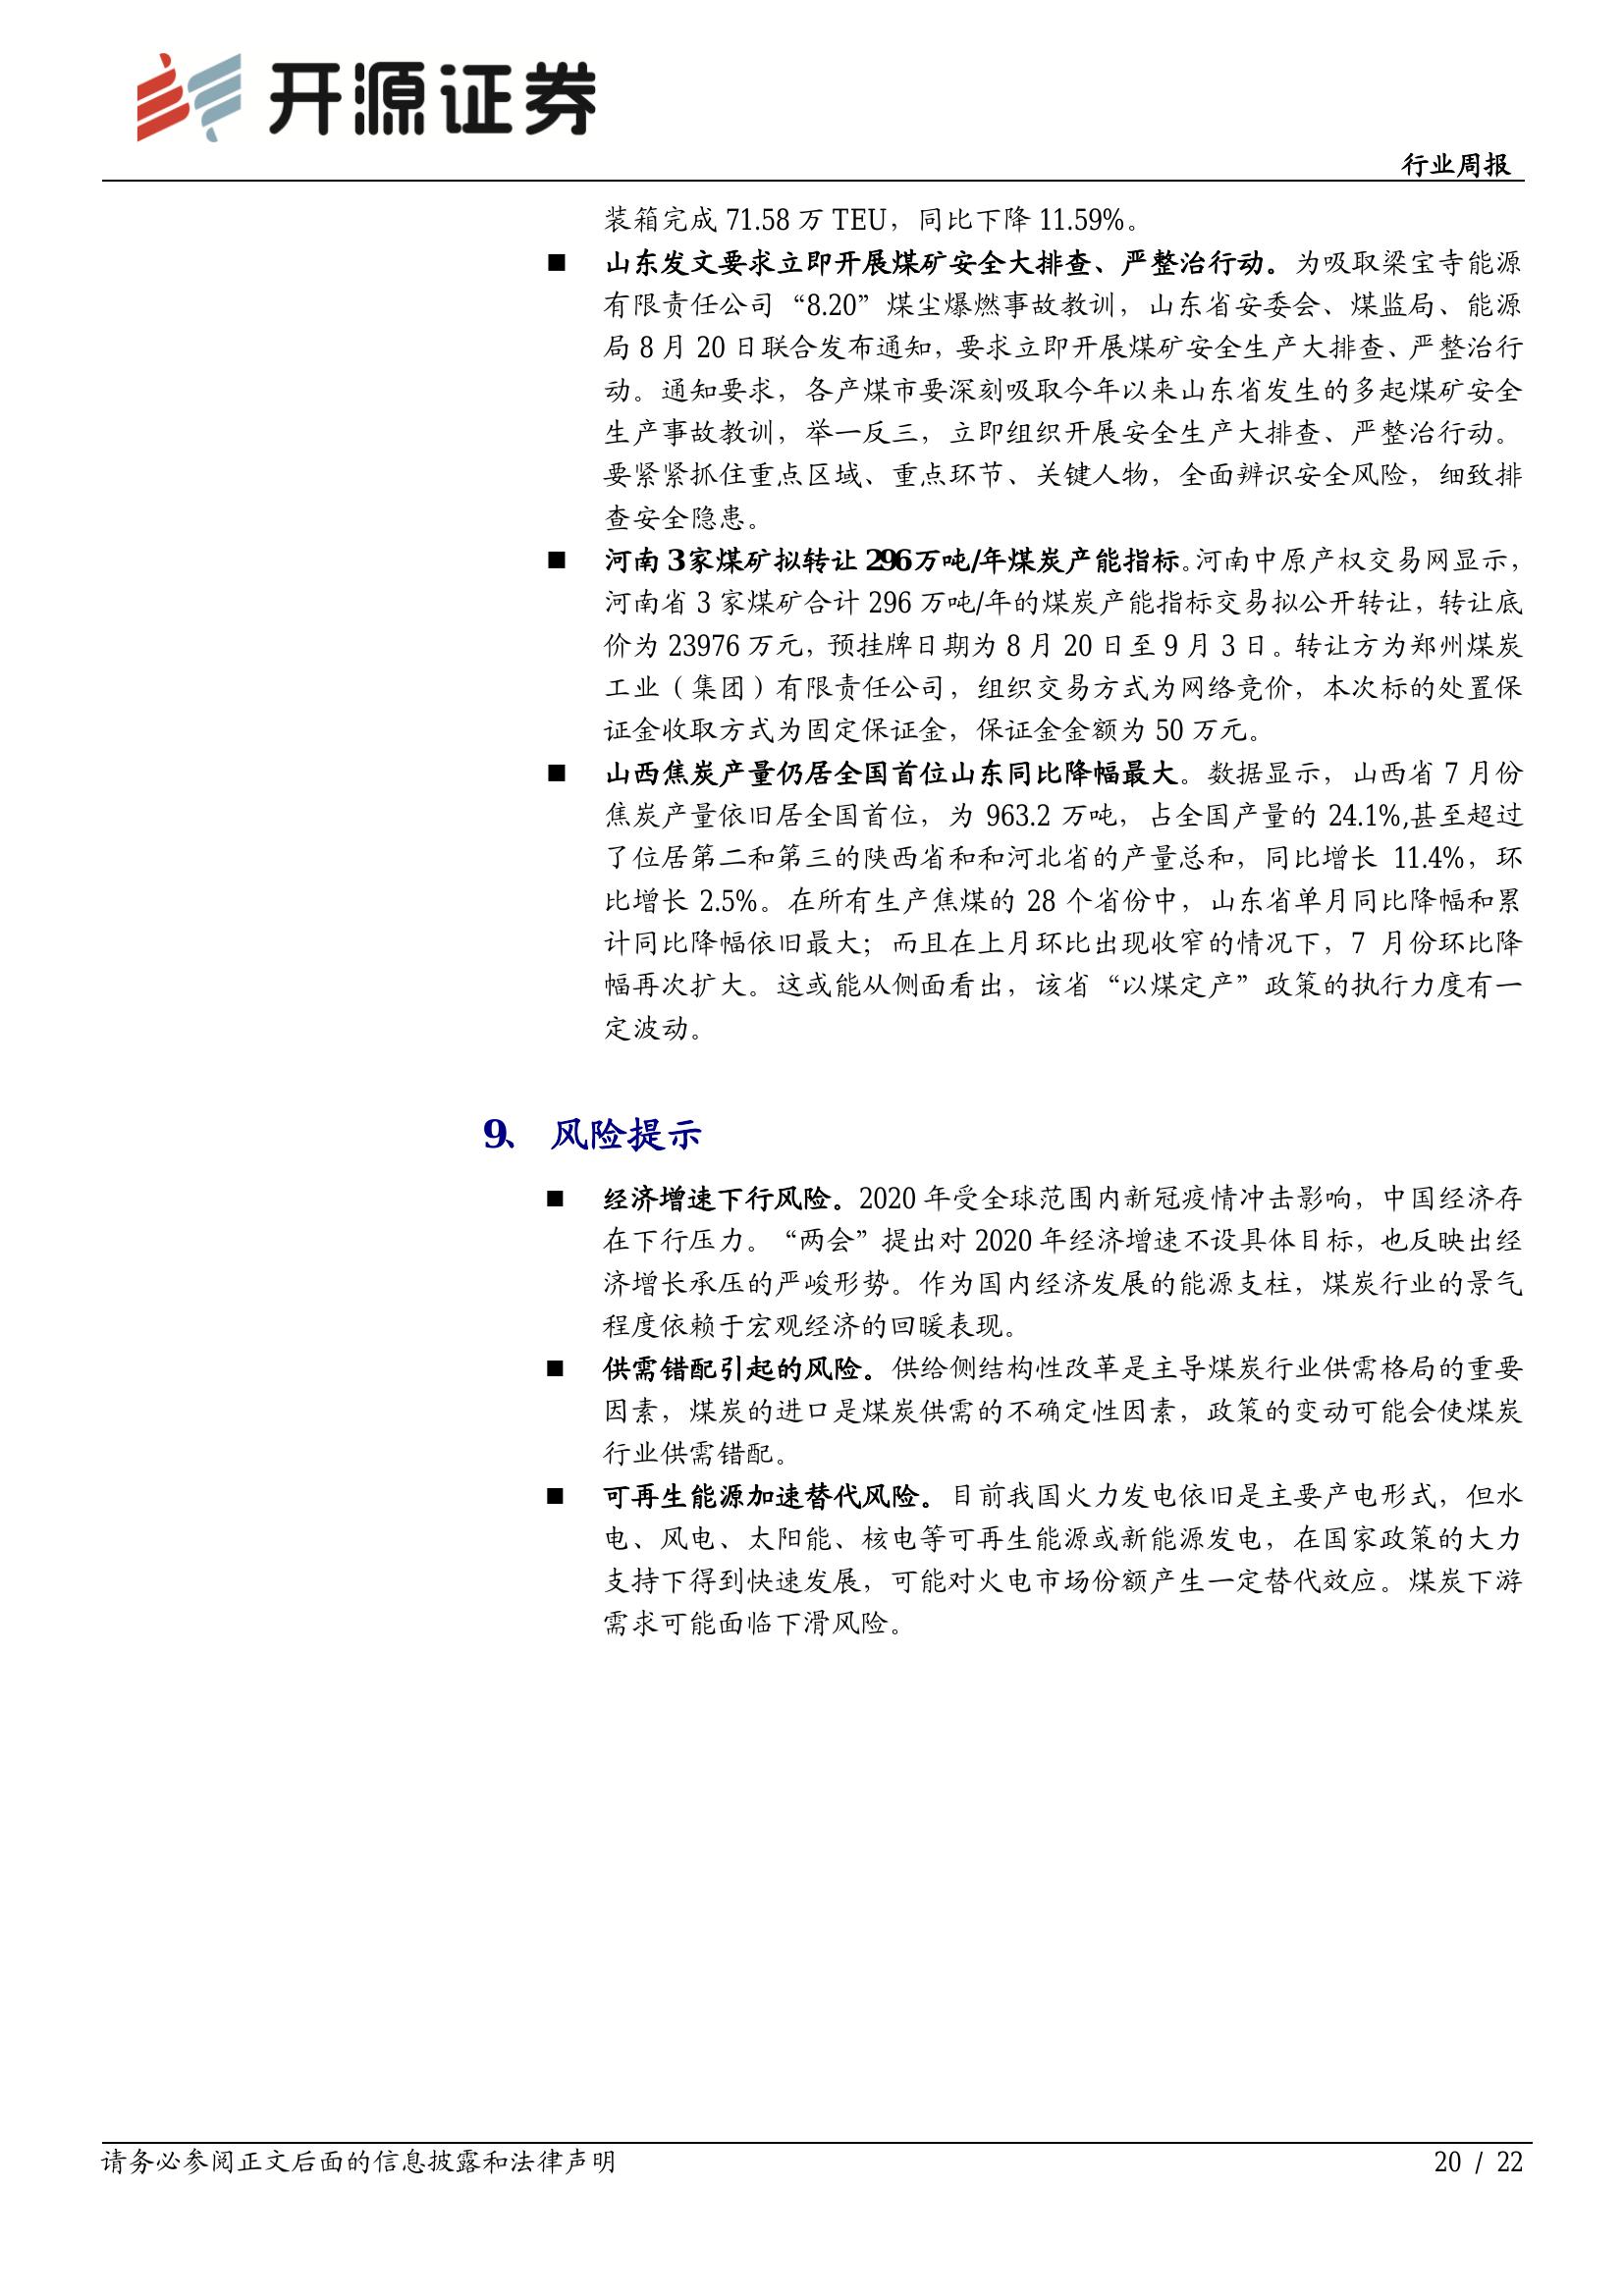 开源证券
行业周报
装箱完成 71.58 万 TEU，同比下降 11.59%。
■ 山东发文要求立即开展煤矿安全大排查、严整治行动。为吸取梁宝寺能源
有限责任公司“8.20”煤尘爆燃事故教训，山东省安委会、煤监局、能源
局 8 月 20 日联合发布通知，要求立即开展煤矿安全生产大排查、严整治行
动。通知要求，各产煤市要深刻吸取今年以来山东省发生的多起煤矿安全
生产事故教训，举一反三，立即组织开展安全生产大排查、严整治行动。
要紧紧抓住重点区域、重点环节、关键人物，全面辨识安全风险，细致排
查安全隐患。
■ 河南 3 家煤矿拟转让 296 万吨/年煤炭产能指标。河南中原产权交易网显示，
河南省 3 家煤矿合计 296 万吨/年的煤炭产能指标交易拟公开转让，转让底
价为 23976 万元，预挂牌日期为 8 月 20 日至 9 月 3 日。转让方为郑州煤炭
工业（集团）有限责任公司，组织交易方式为网络竞价，本次标的处置保
证金收取方式为固定保证金，保证金金额为 50 万元。
■ 山西焦炭产量仍居全国首位山东同比降幅最大。数据显示，山西省 7 月份
焦炭产量依旧居全国首位，为 963.2 万吨，占全国产量的 24.1%,甚至超过
了位居第二和第三的陕西省和和河北省的产量总和，同比增长 11.4%，环
比增长 2.5%。在所有生产焦煤的 28 个省份中，山东省单月同比降幅和累
计同比降幅依旧最大；而且在上月环比出现收窄的情况下，7 月份环比降
幅再次扩大。这或能从侧面看出，该省“以煤定产”政策的执行力度有一
定波动。
9、 风险提示
■ 经济增速下行风险。2020 年受全球范围内新冠疫情冲击影响，中国经济存
在下行压力。“两会”提出对 2020 年经济增速不设具体目标，也反映出经
济增长承压的严峻形势。作为国内经济发展的能源支柱，煤炭行业的景气
程度依赖于宏观经济的回暖表现。
■ 供需错配引起的风险。供给侧结构性改革是主导煤炭行业供需格局的重要
因素，煤炭的进口是煤炭供需的不确定性因素，政策的变动可能会使煤炭
行业供需错配。
■ 可再生能源加速替代风险。目前我国火力发电依旧是主要产电形式，但水
电、风电、太阳能、核电等可再生能源或新能源发电，在国家政策的大力
支持下得到快速发展，可能对火电市场份额产生一定替代效应。煤炭下游
需求可能面临下滑风险。
请务必参阅正文后面的信息披露和法律声明
20 / 22